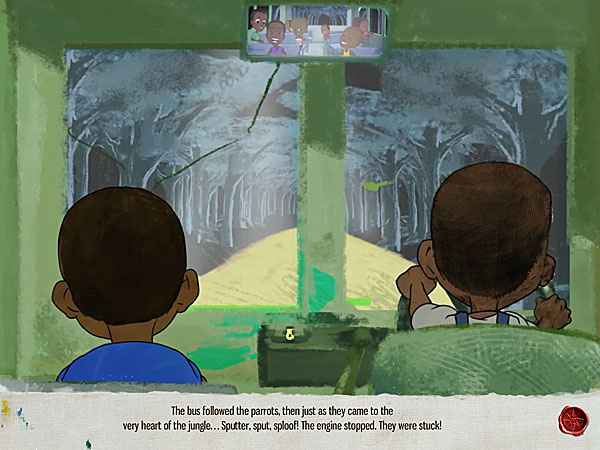 The bus followed the parrots, then just as they came to the
very heart of the jungle... Sputter, sput, sploof! The engine stopped. They were stuck!